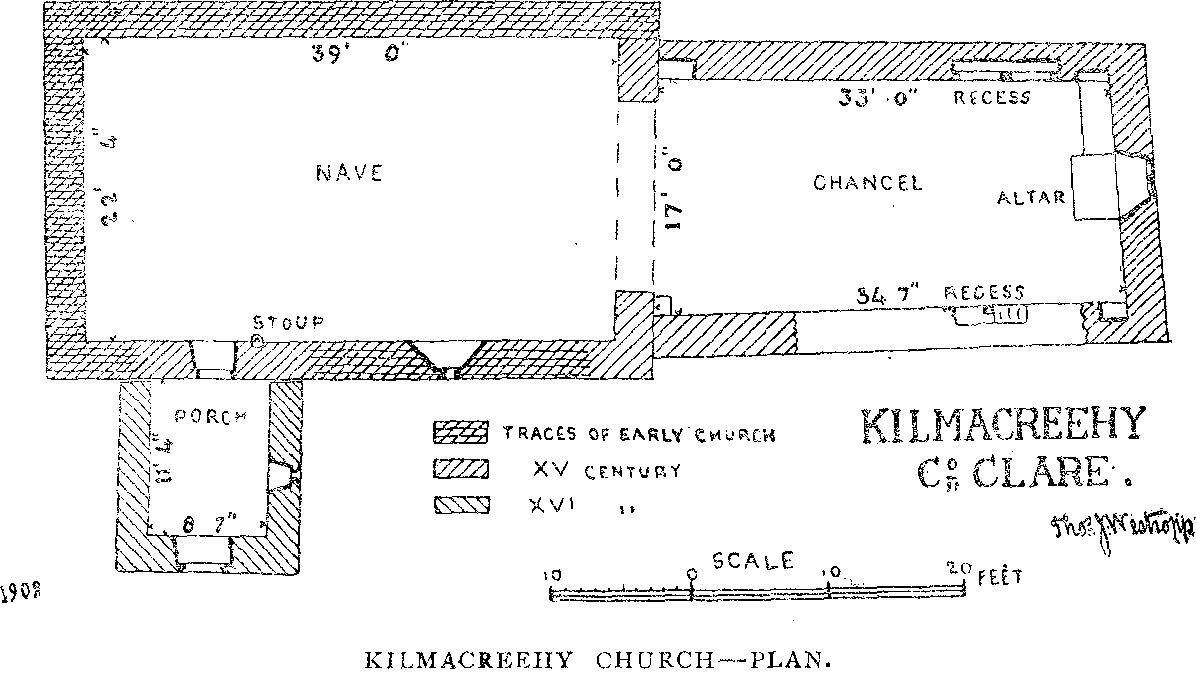 39' 0"
22' 4"
NAVE
STOUP
17' 0"
33' 0" RECESS
CHANCEL
ALTAR
34 7" RECESS
PORCH
11' 4"
8 7"
TRACES OF EARLY CHURCH
XV CENTURY
XVI "
KILMACREEHY
Co CLARE.
Thos J Westropp
1908
SCALE
10 0 10 20 FEET
KILMACREEHY CHURCH—PLAN.